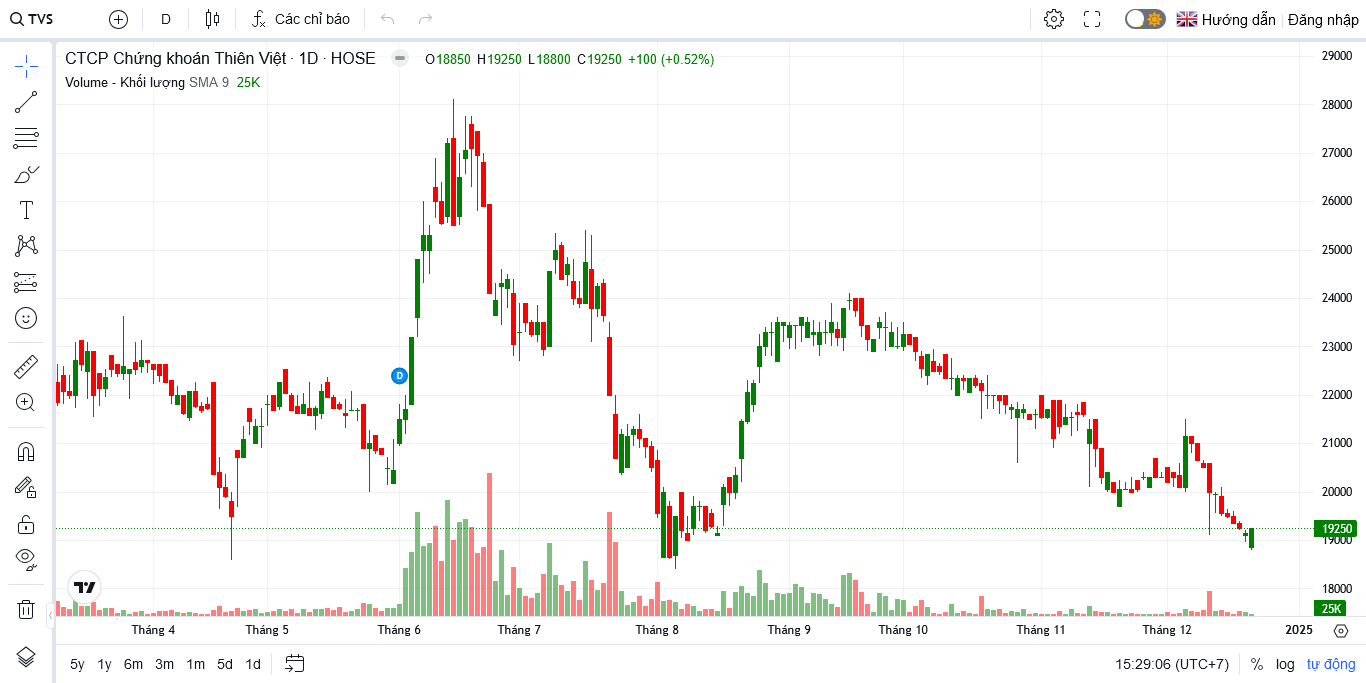 TVS D Các chỉ báo Hướng dẫn Đăng nhập
CTCP Chứng khoán Thiên Việt · 1D · HOSE O18850 H19250 L18800 C19250 +100 (+0.52%)
Volume - Khối lượng SMA 9 25K
29000
28000
27000
26000
25000
24000
23000
22000
21000
20000
19250
19000
18000
25K
D
Tháng 4 Tháng 5 Tháng 6 Tháng 7 Tháng 8 Tháng 9 Tháng 10 Tháng 11 Tháng 12 2025
5y 1y 6m 3m 1m 5d 1d 15:29:06 (UTC+7) % log tự động